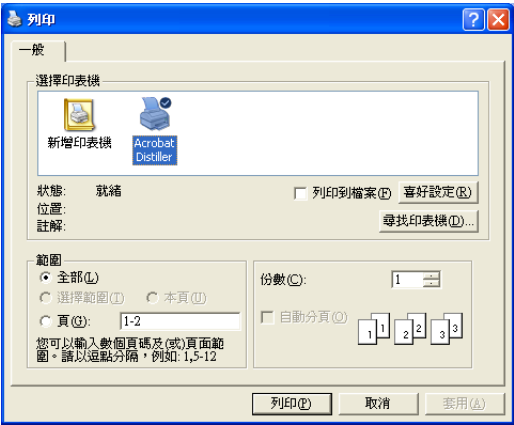 列印
一般
選擇印表機
新增印表機
Acrobat
Distiller
狀態: 就緒
列印到檔案(F) 喜好設定(R)
位置:
註解:
尋找印表機(D)...
範圍
全部(L)
選擇範圍(T) 本頁(U)
頁(G): 1-2
您可以輸入數個頁碼及(或)頁面範
圍。請以逗點分隔，例如: 1,5-12
份數(C): 1
自動分頁(O)
1 1 2 2 3 3
列印(P) 取消 套用(A)